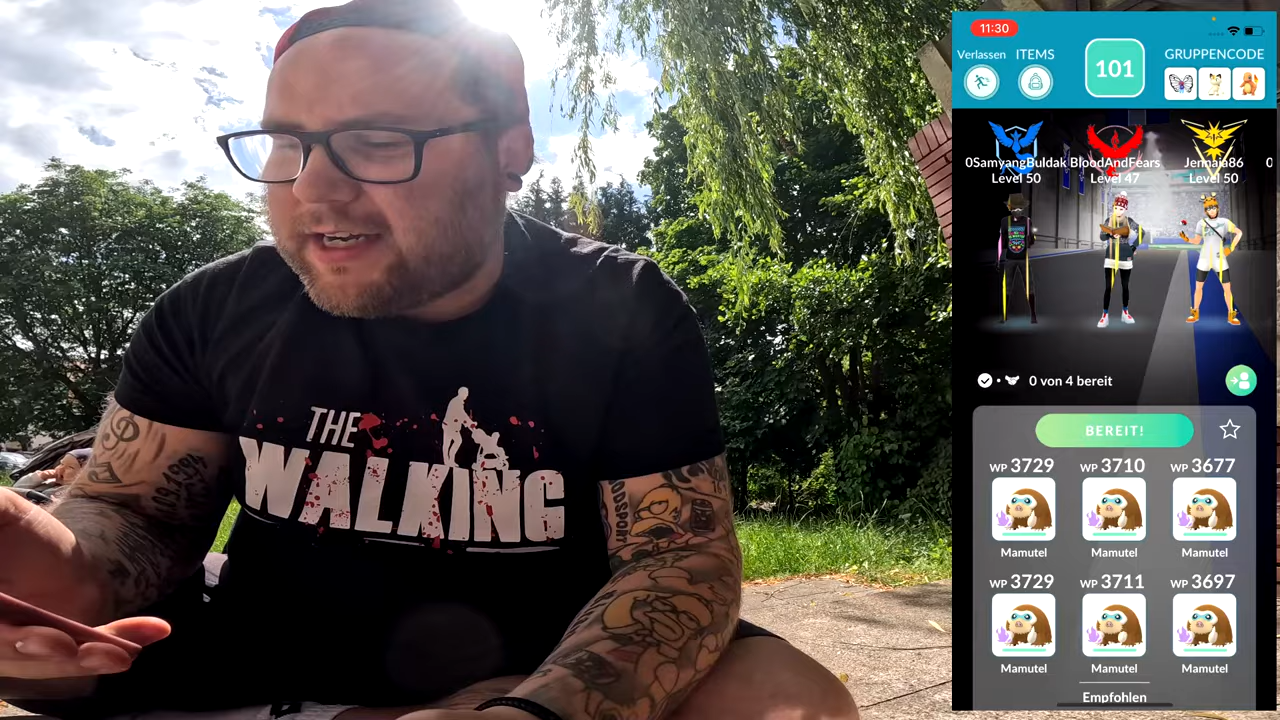 THE
WALKING
11:30
Verlassen
ITEMS
101
GRUPPENCODE
0SamyangBuldak
Level 50
BloodAndFears
Level 47
Jennaja86
Level 50
0
0 von 4 bereit
BEREIT!
WP 3729
WP 3710
WP 3677
Mamutel
Mamutel
Mamutel
WP 3729
WP 3711
WP 3697
Mamutel
Mamutel
Mamutel
Empfohlen